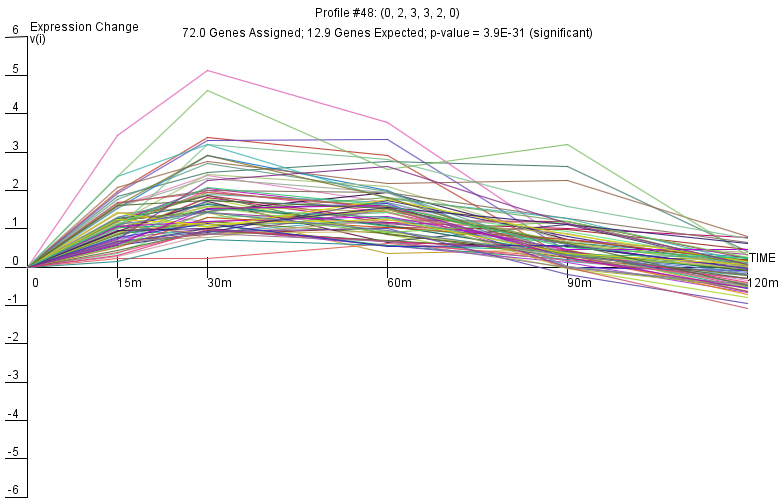 Profile #48: (0, 2, 3, 3, 2, 0)
Expression Change
v(i)
72.0 Genes Assigned; 12.9 Genes Expected; p-value = 3.9E-31 (significant)
6
5
4
3
2
1
0
TIME
0 15m 30m 60m 90m 120m
-1
-2
-3
-4
-5
-6